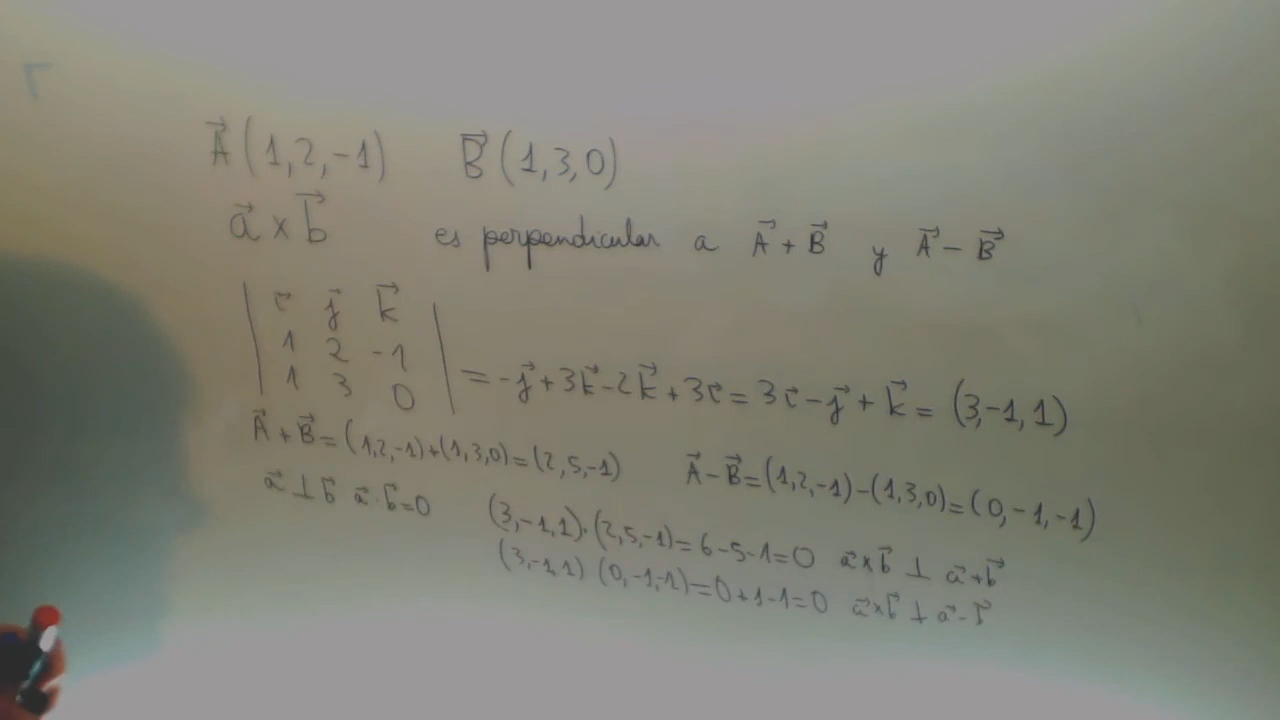 A⃗ (1,2,-1) B⃗ (1,3,0)
a⃗ x b⃗ es perpendicular a A⃗ + B⃗ y A⃗ - B⃗
| i⃗ j⃗ k⃗ |
| 1 2 -1 |
| 1 3 0 | = -j⃗ + 3k⃗ - 2k⃗ + 3i⃗ = 3i⃗ - j⃗ + k⃗ = (3,-1,1)
A⃗ + B⃗ = (1,2,-1)+(1,3,0)=(2,5,-1) A⃗ - B⃗ = (1,2,-1)-(1,3,0)=(0,-1,-1)
a⃗ ⊥ b⃗ a⃗ · b⃗ = 0 (3,-1,1)·(2,5,-1)=6-5-1=0 a⃗ x b⃗ ⊥ a⃗ + b⃗
(3,-1,1) (0,-1,-1)=0+1-1=0 a⃗ x b⃗ ⊥ a⃗ - b⃗